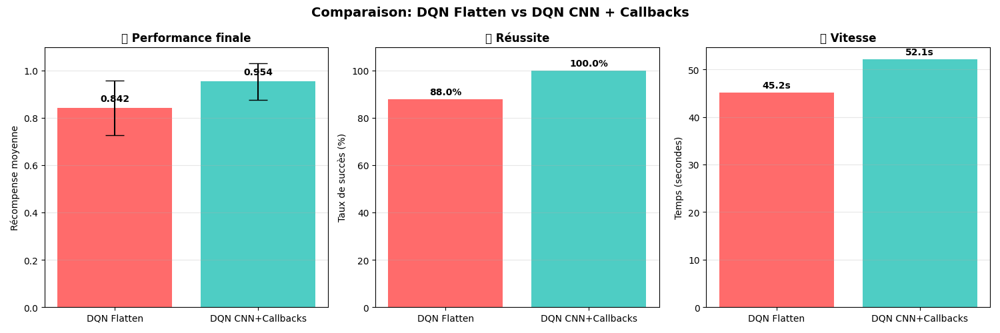 Comparaison: DQN Flatten vs DQN CNN + Callbacks
▯ Performance finale
Récompense moyenne
1.0
0.8
0.6
0.4
0.2
0.0
0.842
0.954
DQN Flatten
DQN CNN+Callbacks
▯ Réussite
Taux de succès (%)
100
80
60
40
20
0
88.0%
100.0%
DQN Flatten
DQN CNN+Callbacks
▯ Vitesse
Temps (secondes)
50
40
30
20
10
0
45.2s
52.1s
DQN Flatten
DQN CNN+Callbacks